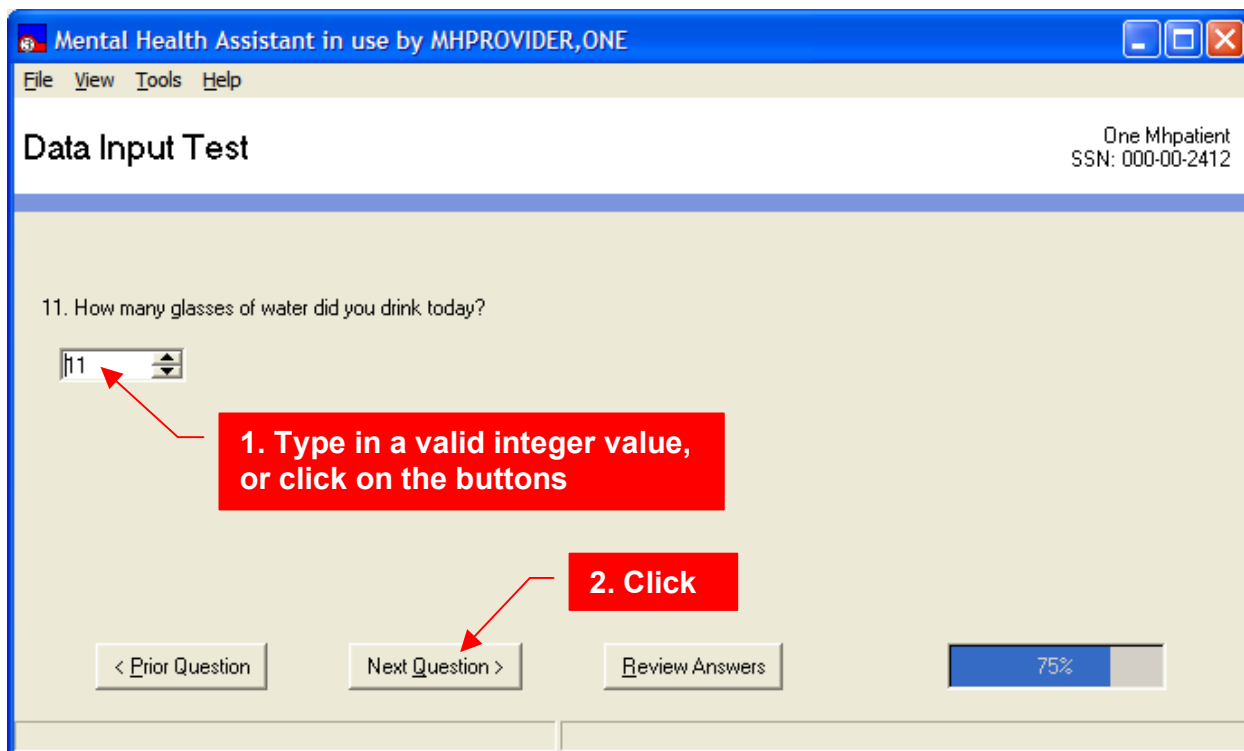 Mental Health Assistant in use by MHPROVIDER,ONE
File View Tools Help
Data Input Test
One Mhpatient
SSN: 000-00-2412
11. How many glasses of water did you drink today?
11
1. Type in a valid integer value,
or click on the buttons
2. Click
< Prior Question
Next Question >
Review Answers
75%